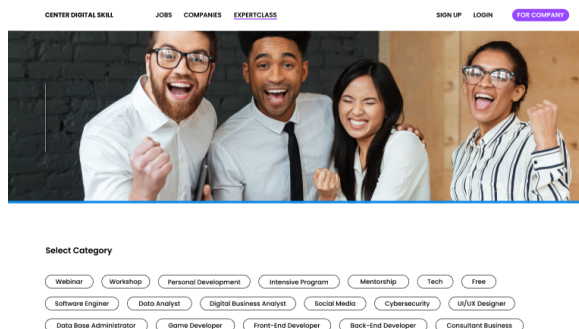 CENTER DIGITAL SKILL JOBS COMPANIES EXPERTCLASS SIGN UP LOGIN FOR COMPANY
Select Category
Webinar Workshop Personal Development Intensive Program Mentorship Tech Free
Software Enginer Data Analyst Digital Business Analyst Social Media Cybersecurity UI/UX Designer
Data Base Administrator Game Developer Front-End Developer Back-End Developer Consultant Business